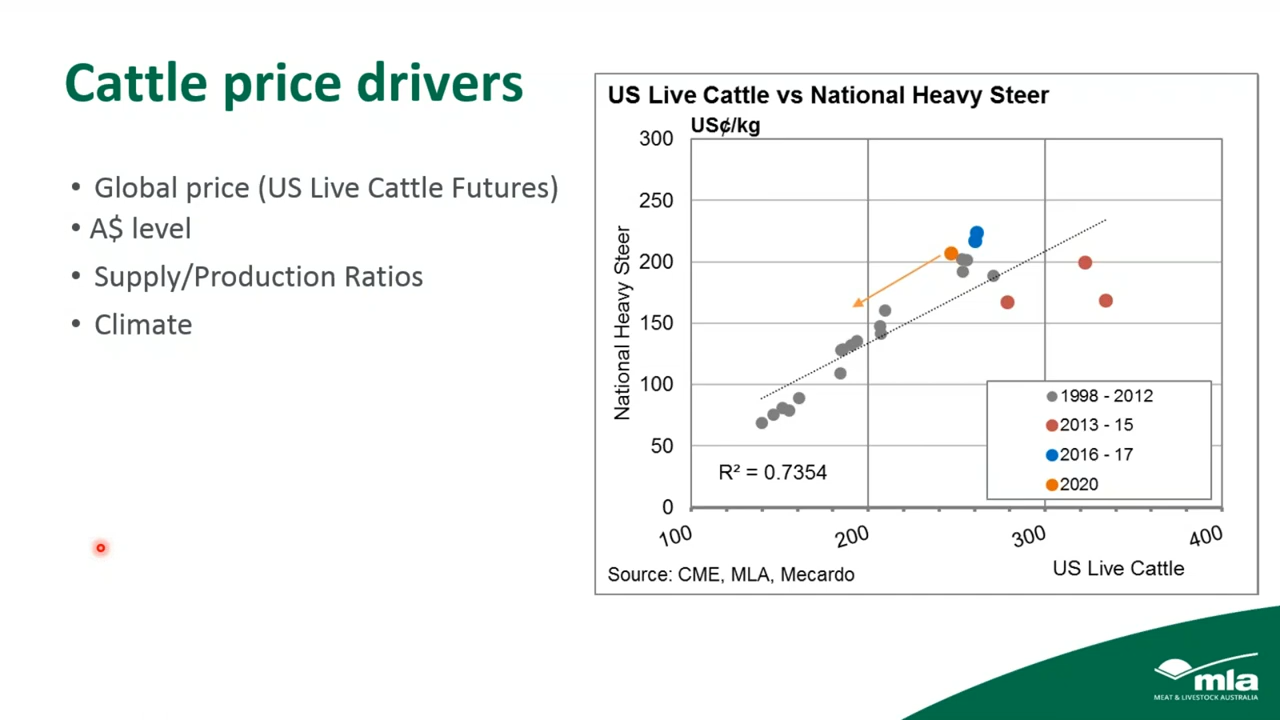 Cattle price drivers
• Global price (US Live Cattle Futures)
• A$ level
• Supply/Production Ratios
• Climate
US Live Cattle vs National Heavy Steer
US¢/kg
300
250
200
150
100
50
0
National Heavy Steer
R² = 0.7354
1998 - 2012
2013 - 15
2016 - 17
2020
100
200
300
400
US Live Cattle
Source: CME, MLA, Mecardo
mla
MEAT & LIVESTOCK AUSTRALIA